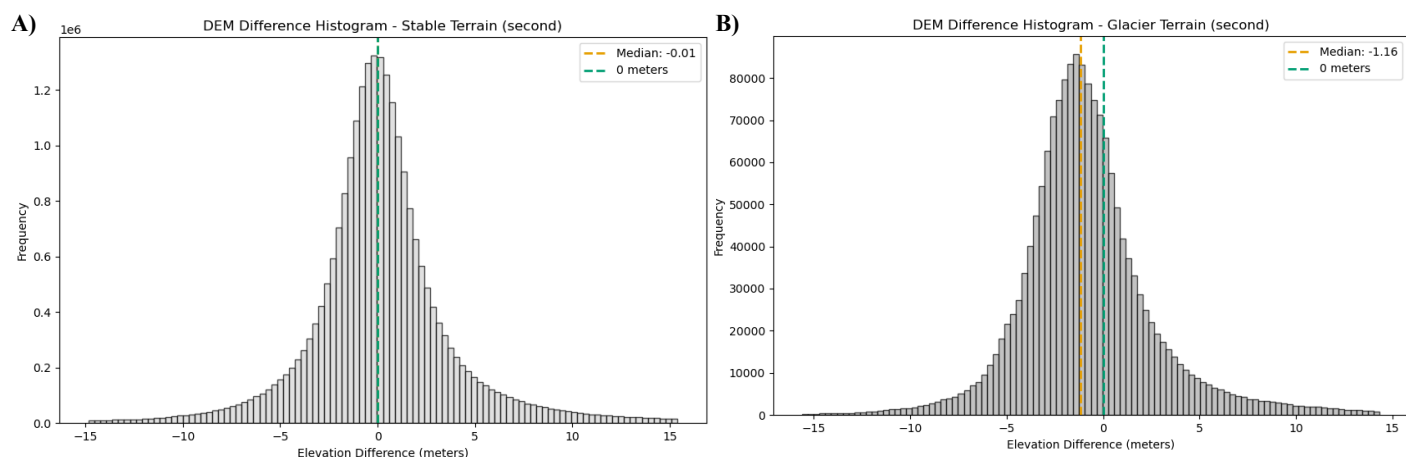 A)
DEM Difference Histogram - Stable Terrain (second)
1e6
Median: -0.01
0 meters
1.2
1.0
0.8
0.6
0.4
0.2
0.0
Frequency
−15
−10
−5
0
5
10
15
Elevation Difference (meters)
B)
DEM Difference Histogram - Glacier Terrain (second)
Median: -1.16
0 meters
80000
70000
60000
50000
40000
30000
20000
10000
0
Frequency
−15
−10
−5
0
5
10
15
Elevation Difference (meters)